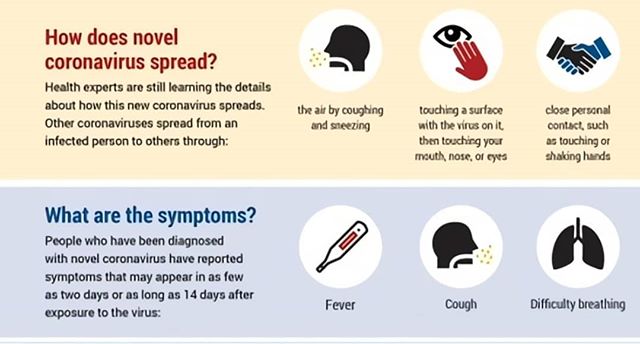 How does novel
coronavirus spread?
Health experts are still learning the details
about how this new coronavirus spreads.
Other coronaviruses spread from an
infected person to others through:
the air by coughing
and sneezing
touching a surface
with the virus on it,
then touching your
mouth, nose, or eyes
close personal
contact, such
as touching or
shaking hands
What are the symptoms?
People who have been diagnosed
with novel coronavirus have reported
symptoms that may appear in as few
as two days or as long as 14 days after
exposure to the virus:
Fever
Cough
Difficulty breathing